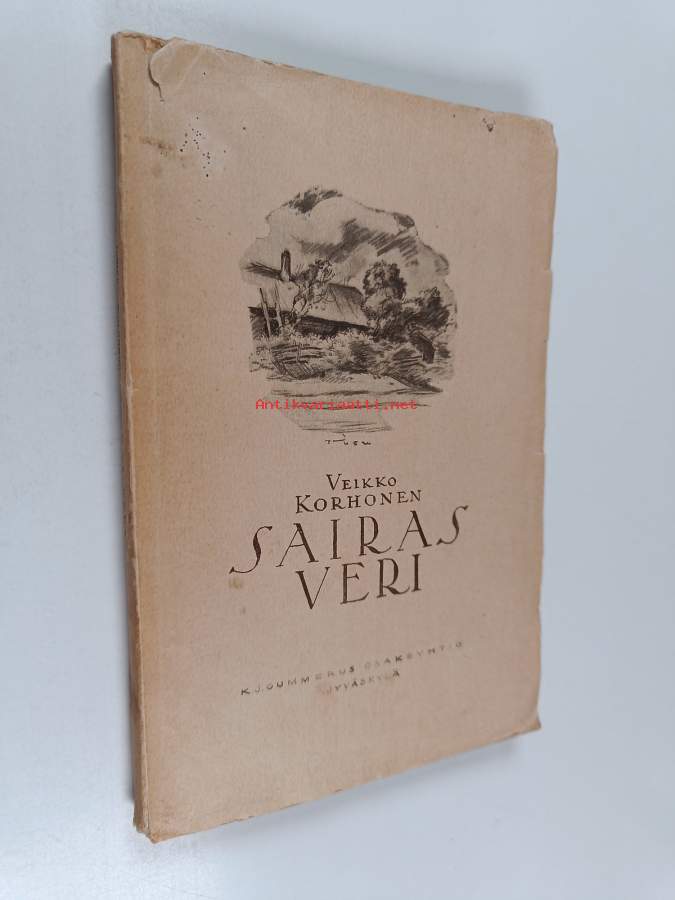 Antikvariaatti.net
VEIKKO
KORHONEN
SAIRAS
VERI
K.J. GUMMERUS OSAKEYHTIÖ
JYVÄSKYLÄ